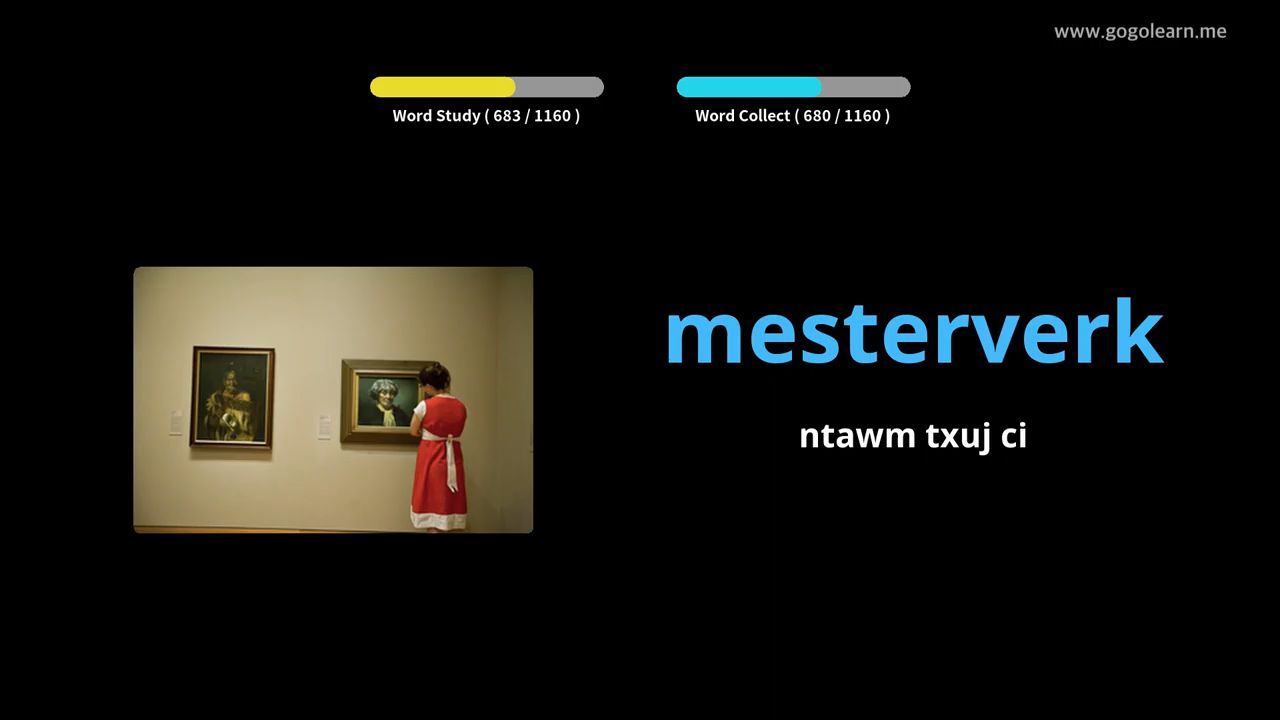 www.gogolearn.me
Word Study ( 683 / 1160 )
Word Collect ( 680 / 1160 )
mesterverk
ntawm txuj ci